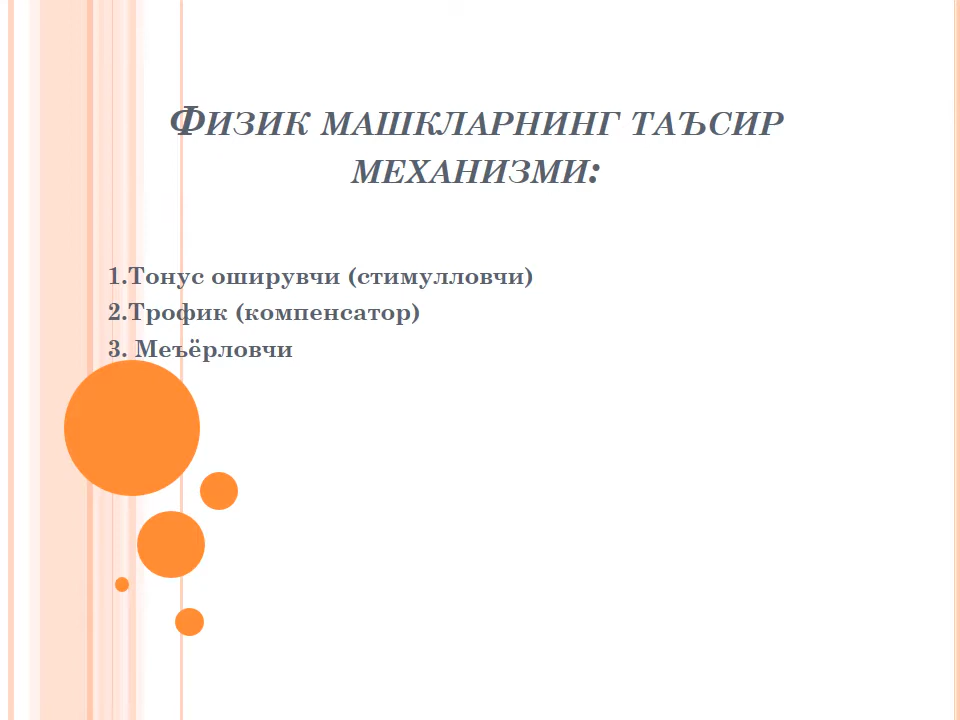 Физик машкларнинг таъсир
механизми:
1.Тонус оширувчи (стимулловчи)
2.Трофик (компенсатор)
3. Меъёрловчи